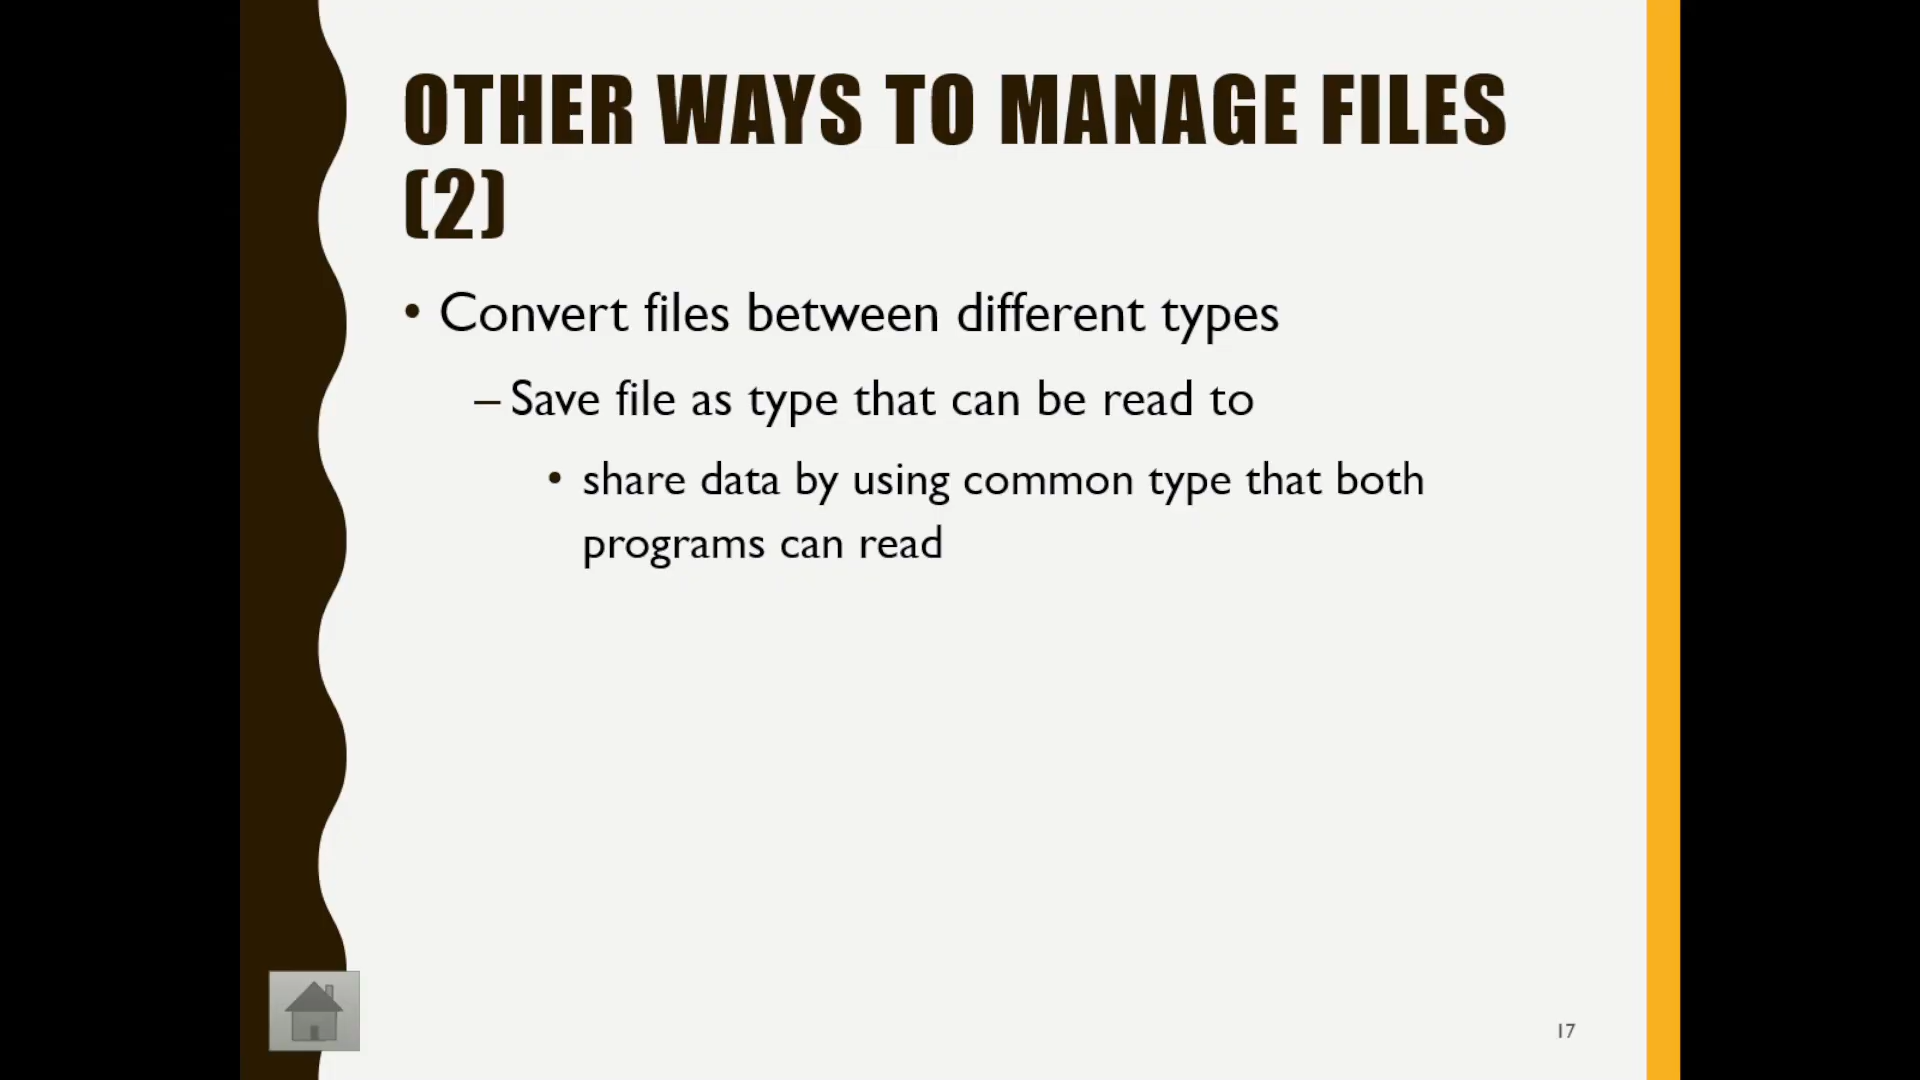 OTHER WAYS TO MANAGE FILES
(2)
• Convert files between different types
– Save file as type that can be read to
• share data by using common type that both
programs can read
17